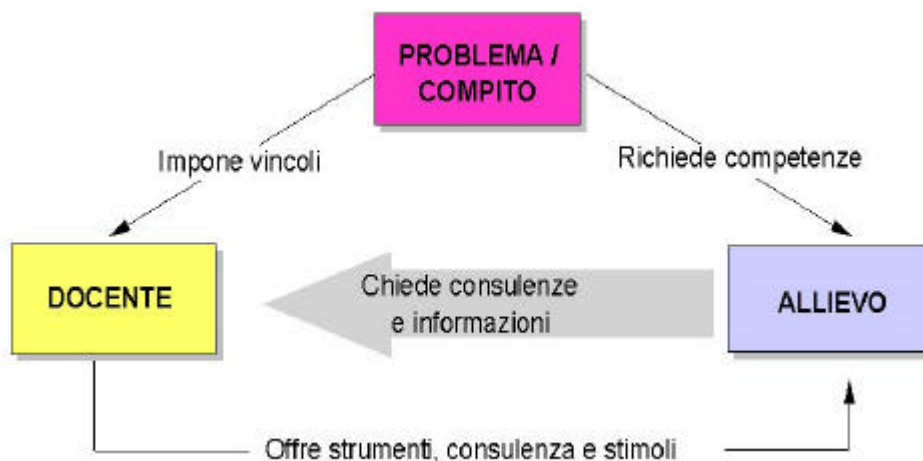 PROBLEMA /
COMPITO
Impone vincoli
Richiede competenze
DOCENTE
Chiede consulenze
e informazioni
ALLIEVO
Offre strumenti, consulenza e stimoli